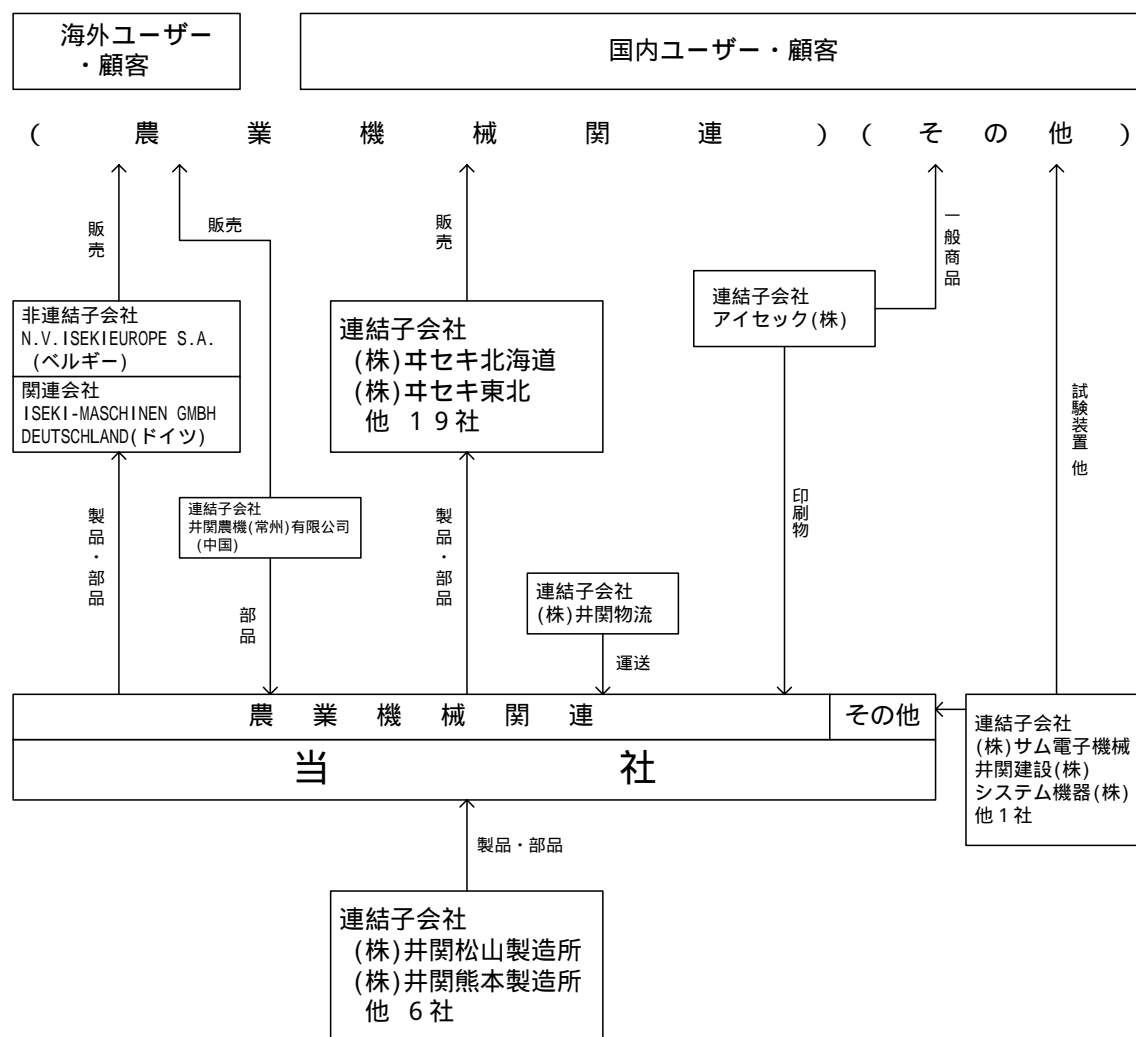 海外ユーザー
・顧客
国内ユーザー・顧客
( 農 業 機 械 関 連 ) ( そ の 他 )
販売
販売
販売
一般商品
非連結子会社
N.V.ISEKIEUROPE S.A.
(ベルギー)
関連会社
ISEKI-MASCHINEN GMBH
DEUTSCHLAND(ドイツ)
連結子会社
(株)ヰセキ北海道
(株)ヰセキ東北
他 19社
連結子会社
アイセック(株)
試験装置 他
製品・部品
連結子会社
井関農機(常州)有限公司
(中国)
製品・部品
印刷物
部品
連結子会社
(株)井関物流
運送
農 業 機 械 関 連
その他
当 社
連結子会社
(株)サム電子機械
井関建設(株)
システム機器(株)
他1社
製品・部品
連結子会社
(株)井関松山製造所
(株)井関熊本製造所
他 6社